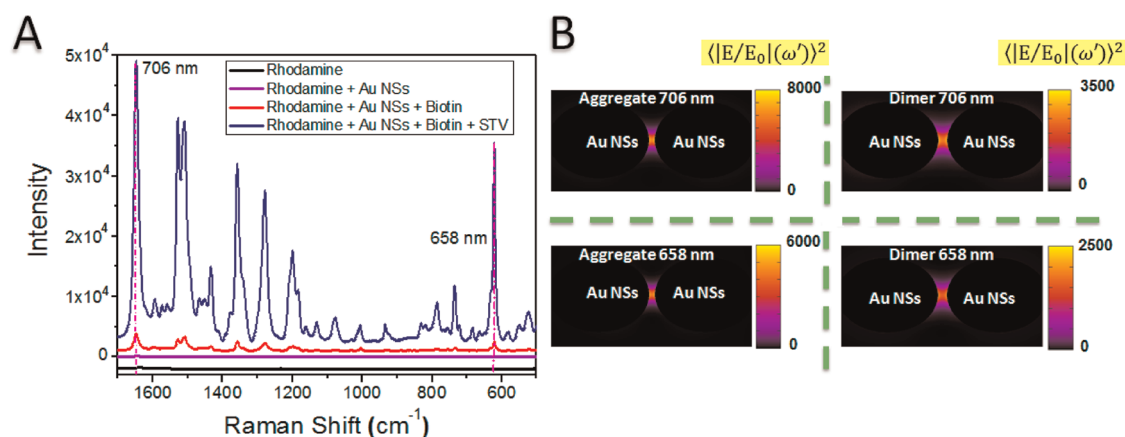 A
5x10⁴
4x10⁴
3x10⁴
2x10⁴
1x10⁴
0
Intensity
706 nm
Rhodamine
Rhodamine + Au NSs
Rhodamine + Au NSs + Biotin
Rhodamine + Au NSs + Biotin + STV
658 nm
1600 1400 1200 1000 800 600
Raman Shift (cm⁻¹)
B
⟨|E/E₀|(ω′)⟩²
⟨|E/E₀|(ω′)⟩²
Aggregate 706 nm
Au NSs Au NSs
8000
0
Dimer 706 nm
Au NSs Au NSs
3500
0
Aggregate 658 nm
Au NSs Au NSs
6000
0
Dimer 658 nm
Au NSs Au NSs
2500
0